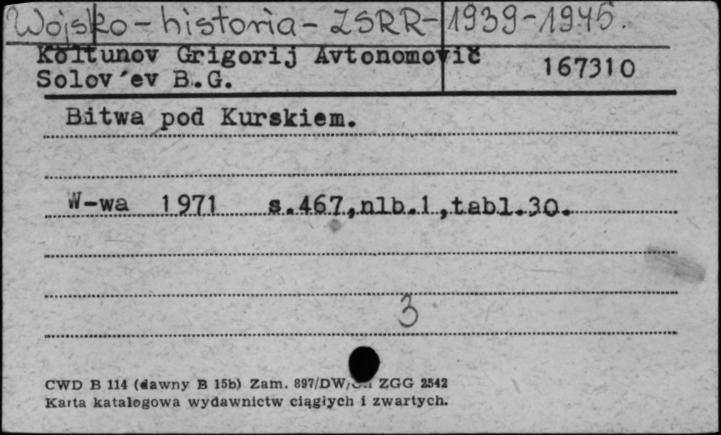 Wojsko - historia - ZSRR - 1939-1945.
Koltunov Grigorij Avtonomovič
Solov'ev B.G.
167310
Bitwa pod Kurskiem.
W-wa 1971 s.467,nlb.1,tabl.30.
3
CWD B 114 (dawny B 15b) Zam. 897/DW, ZGG 2542
Karta katalogowa wydawnictw ciągłych i zwartych.